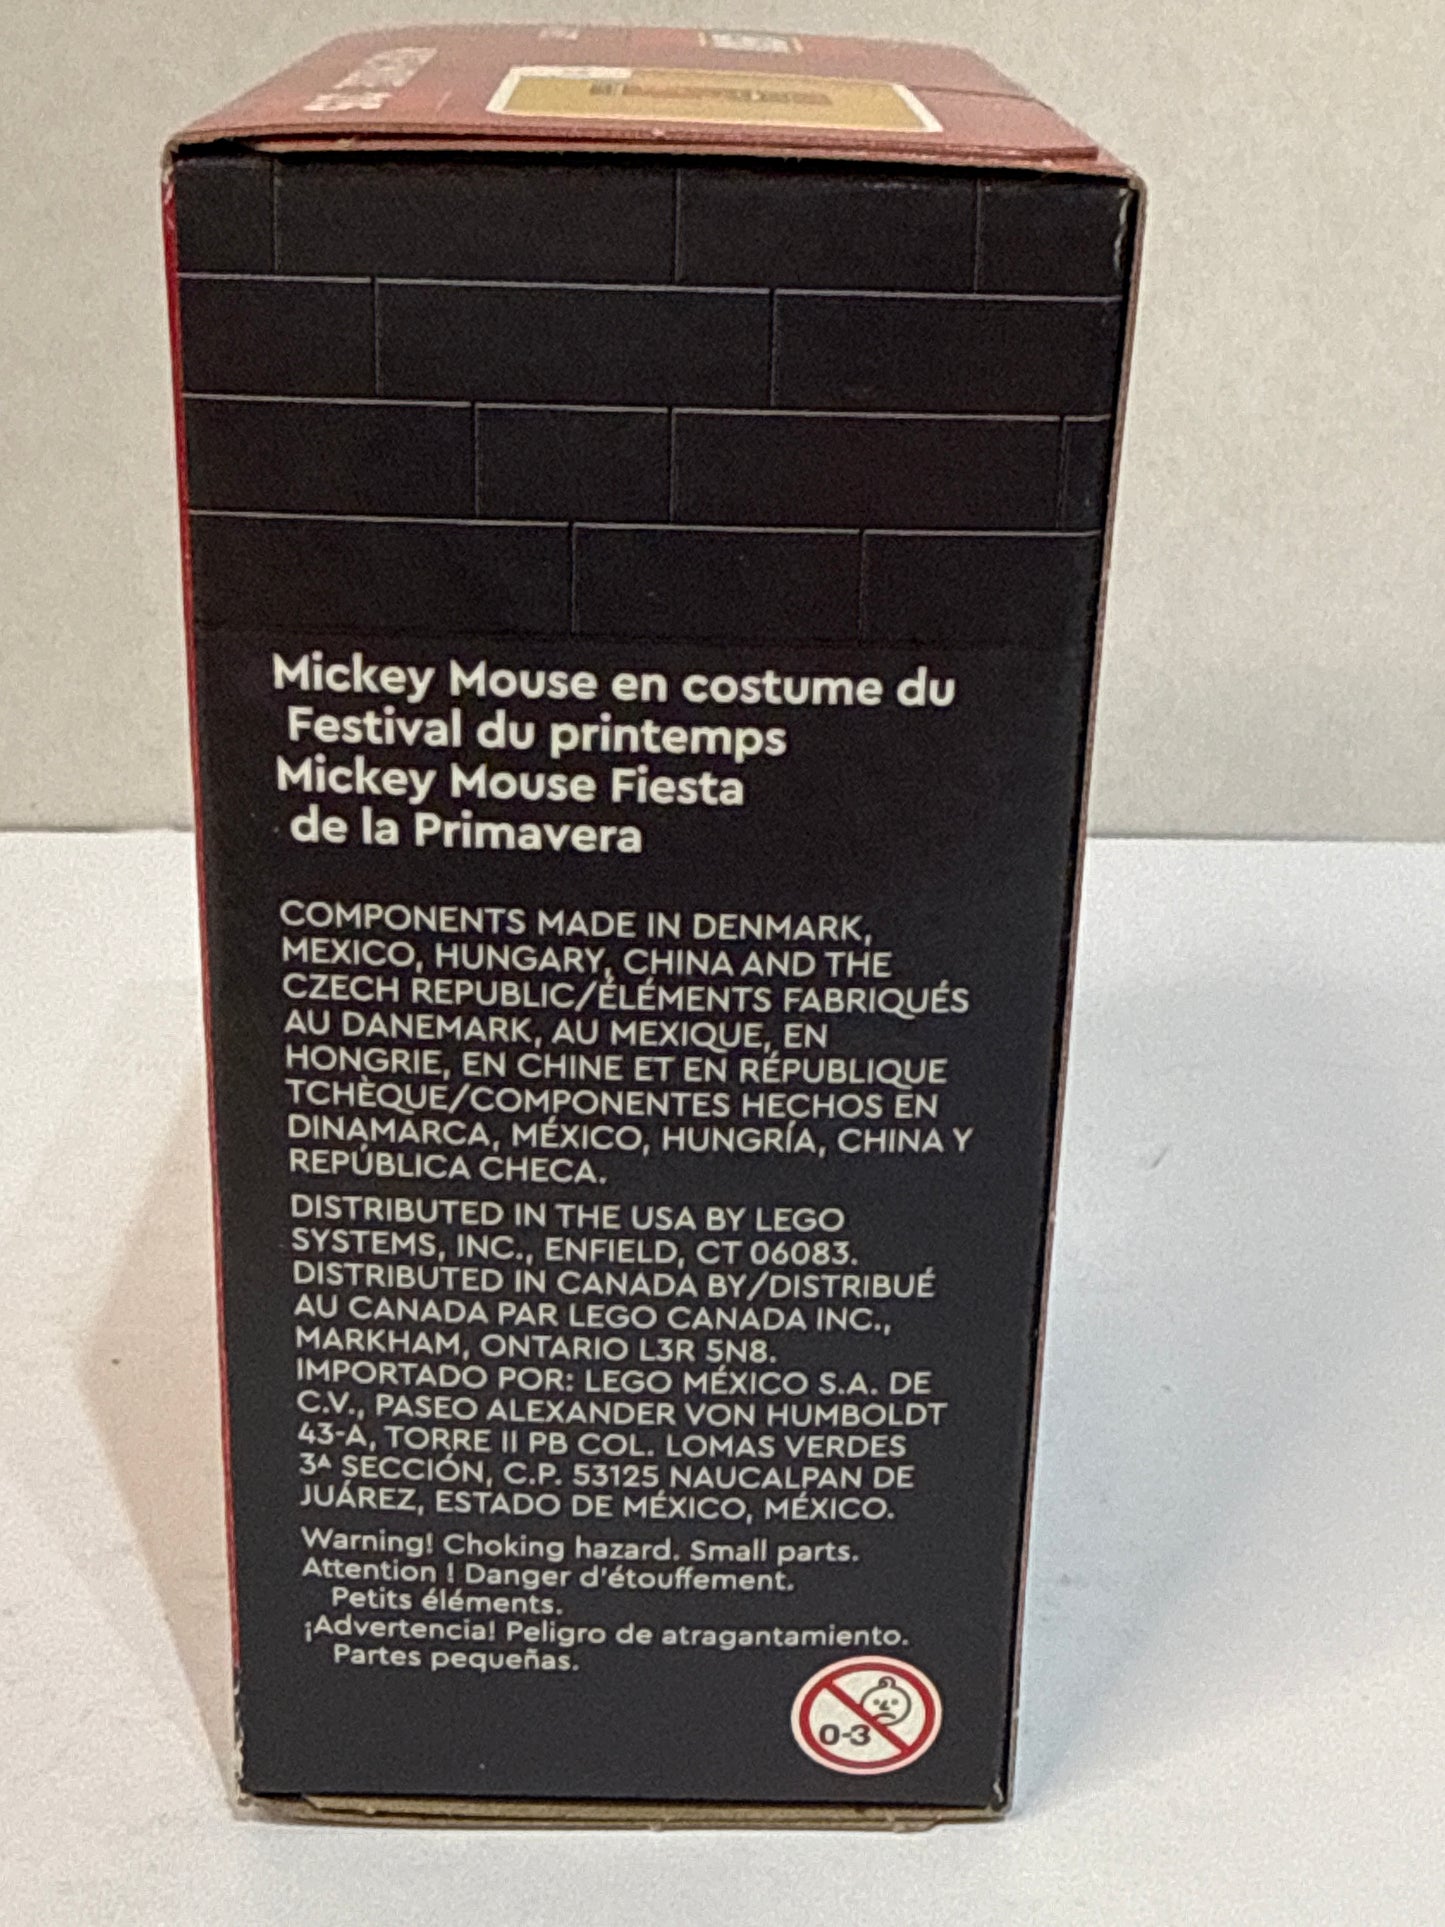 Mickey Mouse en costume du
Festival du printemps
Mickey Mouse Fiesta
de la Primavera
COMPONENTS MADE IN DENMARK,
MEXICO, HUNGARY, CHINA AND THE
CZECH REPUBLIC/ÉLÉMENTS FABRIQUÉS
AU DANEMARK, AU MEXIQUE, EN
HONGRIE, EN CHINE ET EN RÉPUBLIQUE
TCHÈQUE/COMPONENTES HECHOS EN
DINAMARCA, MÉXICO, HUNGRÍA, CHINA Y
REPÚBLICA CHECA.
DISTRIBUTED IN THE USA BY LEGO
SYSTEMS, INC., ENFIELD, CT 06083.
DISTRIBUTED IN CANADA BY/DISTRIBUÉ
AU CANADA PAR LEGO CANADA INC.,
MARKHAM, ONTARIO L3R 5N8.
IMPORTADO POR: LEGO MÉXICO S.A. DE
C.V., PASEO ALEXANDER VON HUMBOLDT
43-A, TORRE II PB COL. LOMAS VERDES
3ᴬ SECCIÓN, C.P. 53125 NAUCALPAN DE
JUÁREZ, ESTADO DE MÉXICO, MÉXICO.
Warning! Choking hazard. Small parts.
Attention ! Danger d'étouffement.
Petits éléments.
¡Advertencia! Peligro de atragantamiento.
Partes pequeñas.
0-3